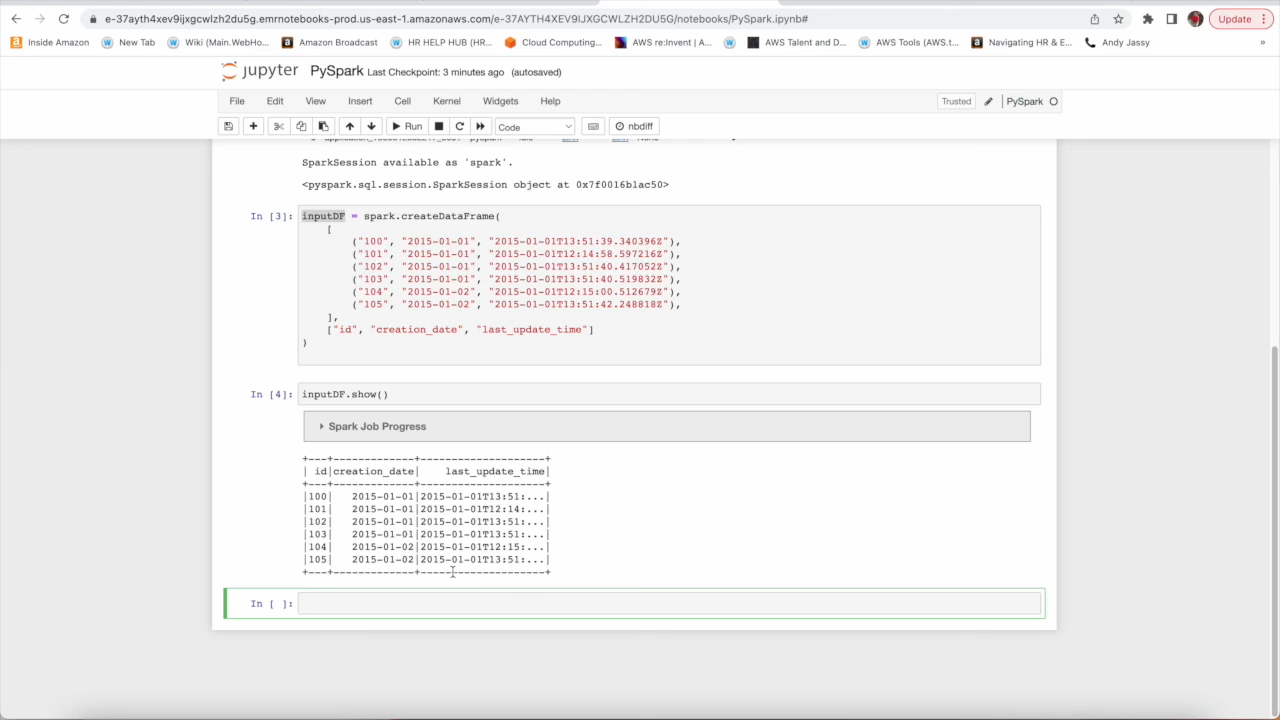 e-37ayth4xev9ijxgcwlzh2du5g.emrnotebooks-prod.us-east-1.amazonaws.com/e-37AYTH4XEV9IJXGCWLZH2DU5G/notebooks/PySpark.ipynb#
Update
Inside Amazon New Tab Wiki (Main.WebHo... Amazon Broadcast HR HELP HUB (HR... Cloud Computing... AWS re:Invent | A... AWS Talent and D... AWS Tools (AWS.t... Navigating HR & E... Andy Jassy »
jupyter PySpark Last Checkpoint: 3 minutes ago (autosaved)
File Edit View Insert Cell Kernel Widgets Help Trusted PySpark
Run Code nbdiff
SparkSession available as 'spark'.
<pyspark.sql.session.SparkSession object at 0x7f0016b1ac50>
In [3]: inputDF = spark.createDataFrame(
[
("100", "2015-01-01", "2015-01-01T13:51:39.340396Z"),
("101", "2015-01-01", "2015-01-01T12:14:58.597216Z"),
("102", "2015-01-01", "2015-01-01T13:51:40.417052Z"),
("103", "2015-01-01", "2015-01-01T13:51:40.519832Z"),
("104", "2015-01-02", "2015-01-01T12:15:00.512679Z"),
("105", "2015-01-02", "2015-01-01T13:51:42.248818Z"),
],
["id", "creation_date", "last_update_time"]
)
In [4]: inputDF.show()
Spark Job Progress
+---+-------------+--------------------+
| id|creation_date|    last_update_time|
+---+-------------+--------------------+
|100|   2015-01-01|2015-01-01T13:51:...|
|101|   2015-01-01|2015-01-01T12:14:...|
|102|   2015-01-01|2015-01-01T13:51:...|
|103|   2015-01-01|2015-01-01T13:51:...|
|104|   2015-01-02|2015-01-01T12:15:...|
|105|   2015-01-02|2015-01-01T13:51:...|
+---+-------------+--------------------+
In [ ]: